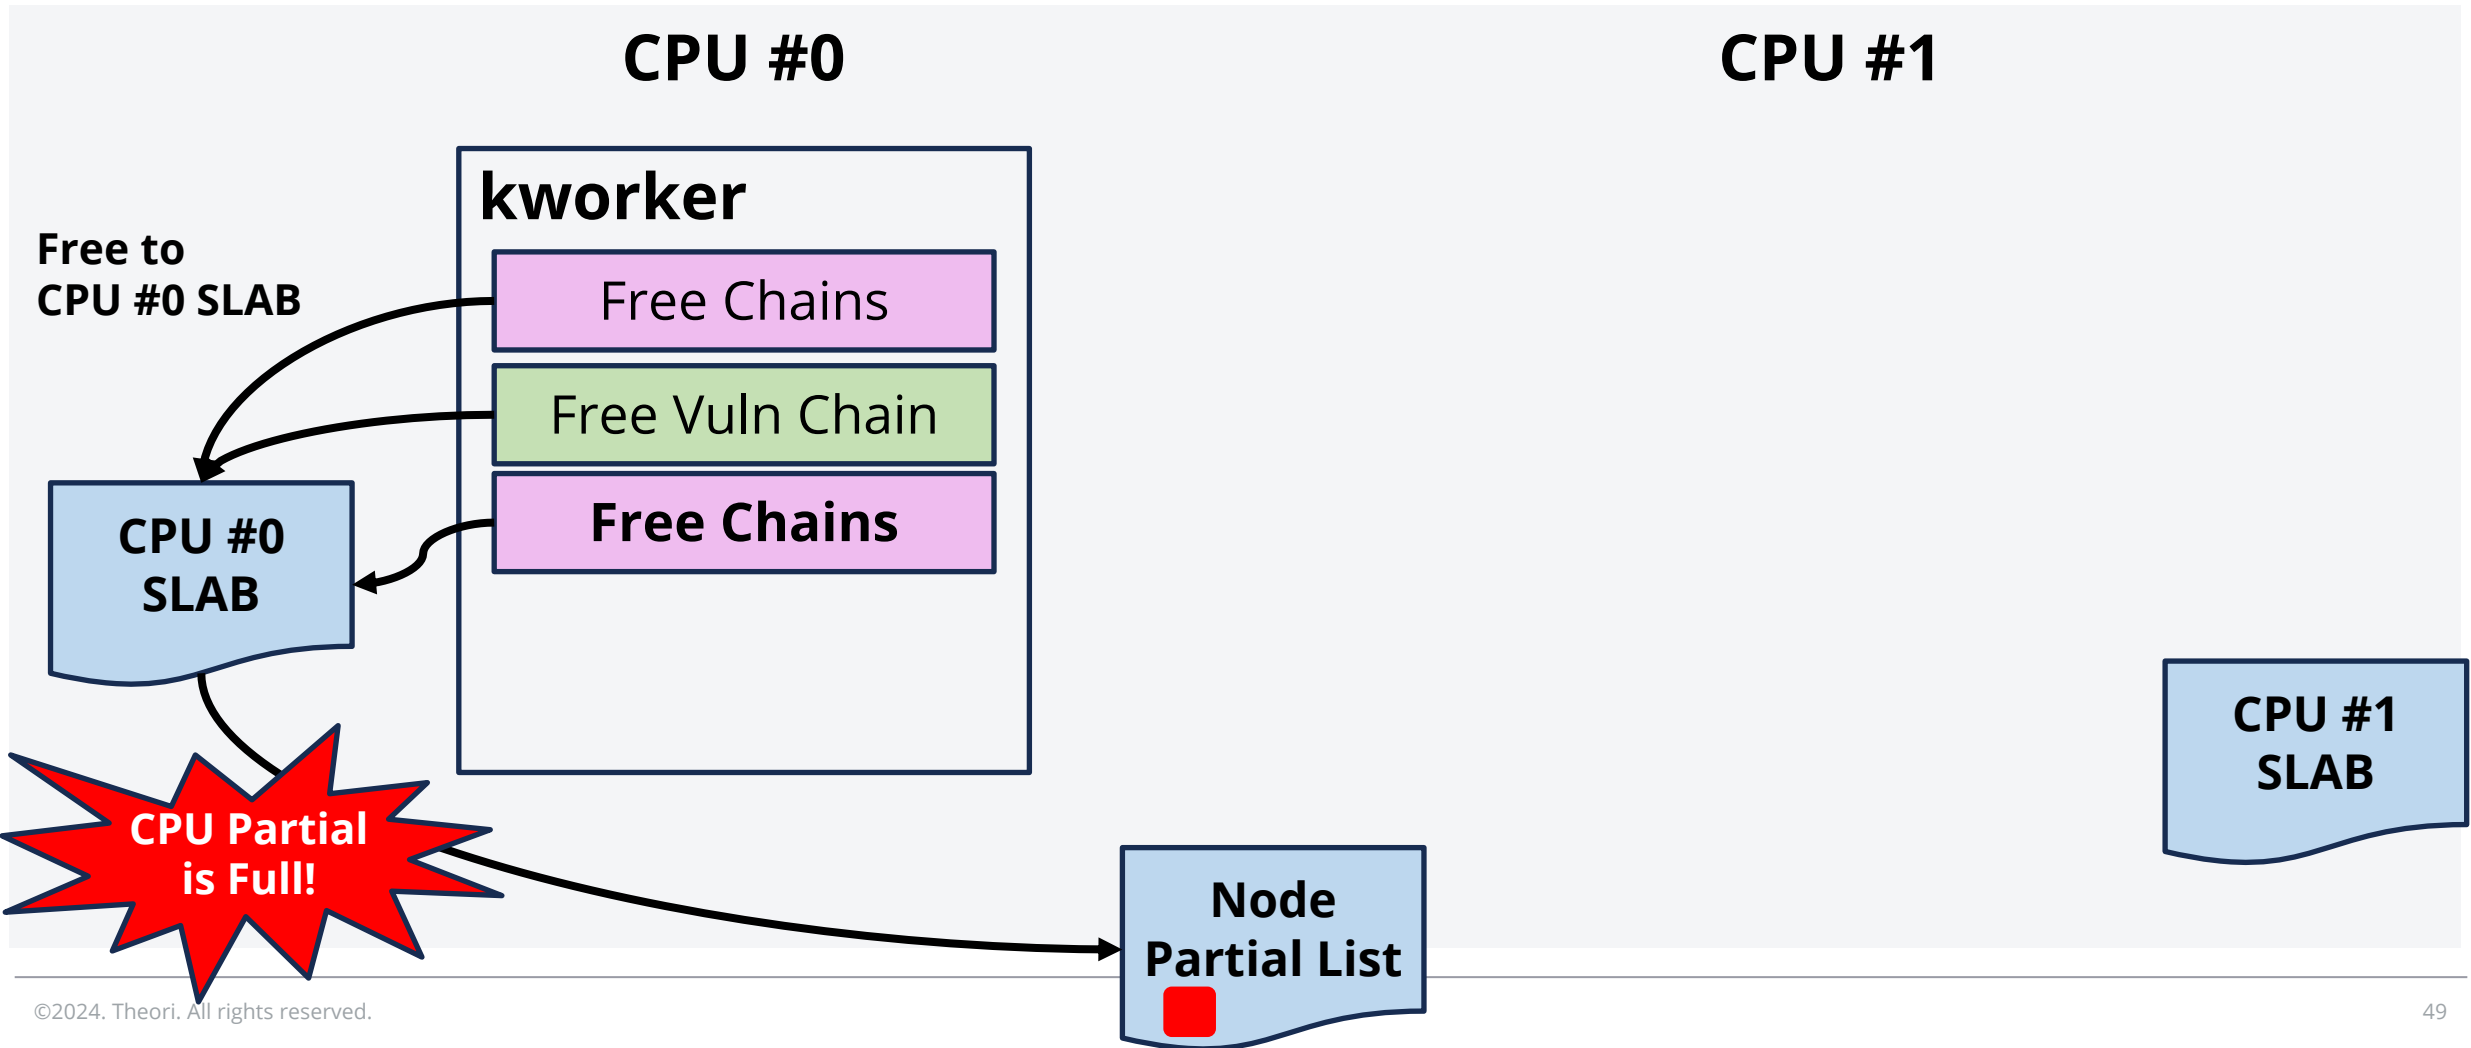 CPU #0
CPU #1
kworker
Free to
CPU #0 SLAB
Free Chains
Free Vuln Chain
Free Chains
CPU #0
SLAB
CPU #1
SLAB
CPU Partial
is Full!
Node
Partial List
©2024. Theori. All rights reserved.
49